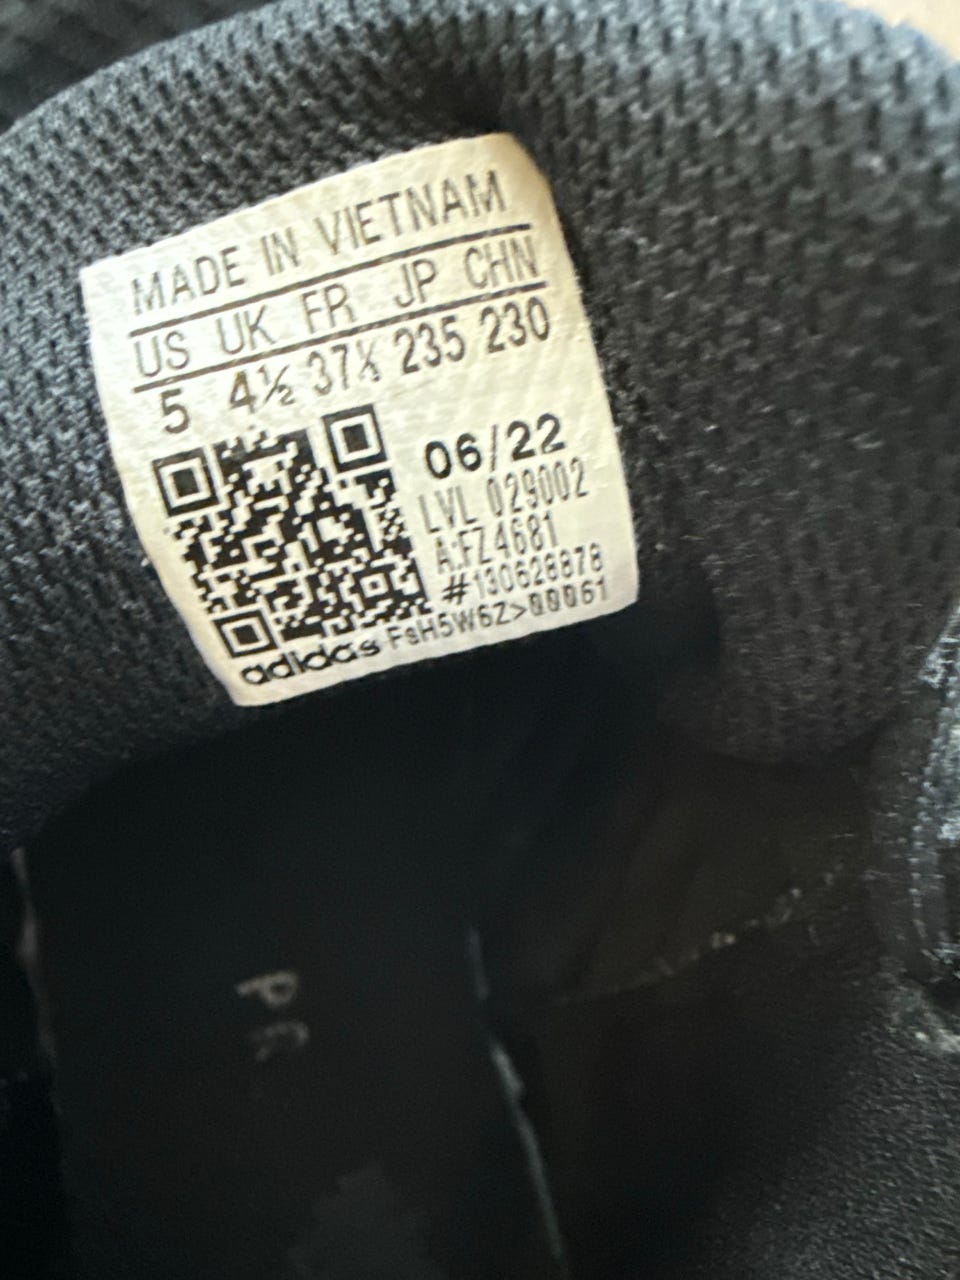 MADE IN VIETNAM
US UK FR JP CHN
5 4½ 37⅓ 235 230
06/22
LVL 029002
A:FZ4681
#130628878
adidas FsH5W6Z>00061